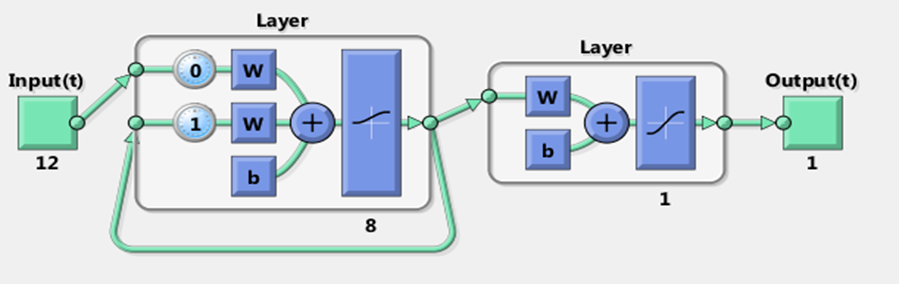 Layer
Input(t)
0
W
1
W
+
b
12
8
Layer
W
+
b
1
Output(t)
1